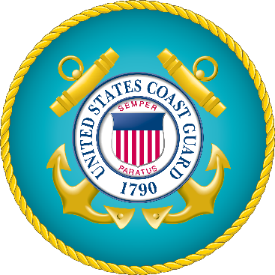 UNITED STATES COAST GUARD
SEMPER
PARATUS
1790